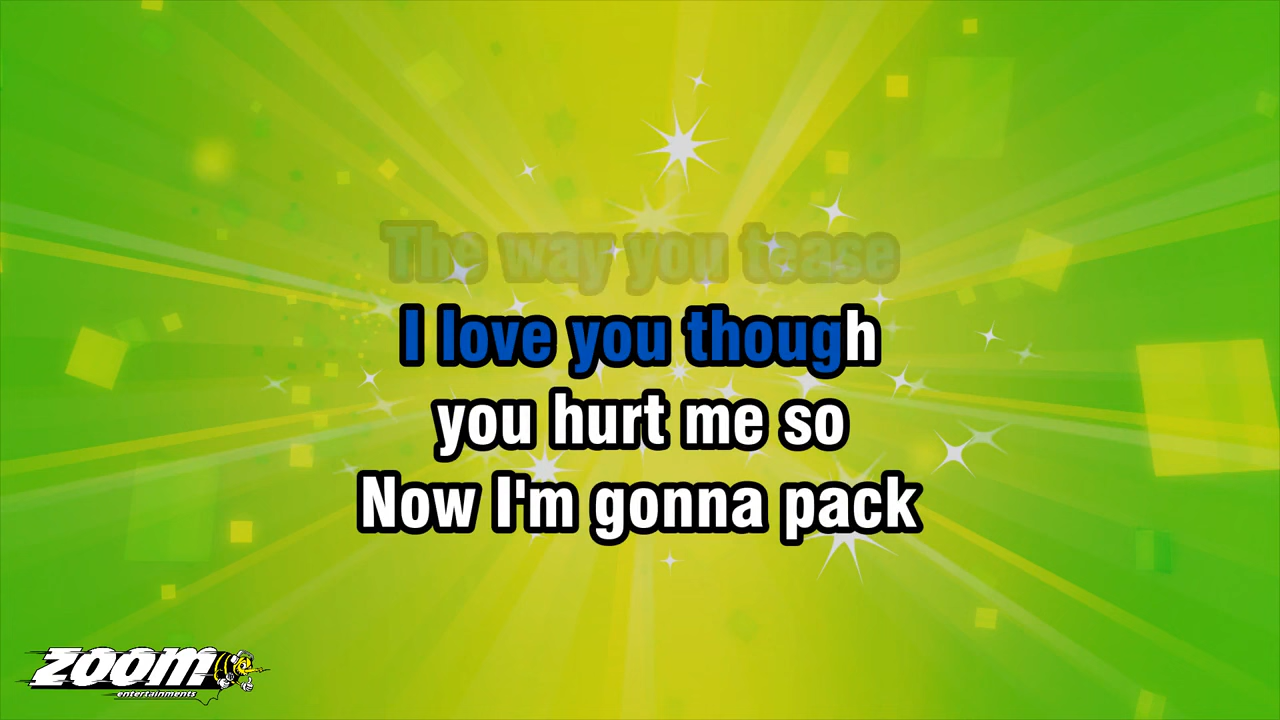 The way you tease
I love you though
you hurt me so
Now I'm gonna pack
zoom
entertainments